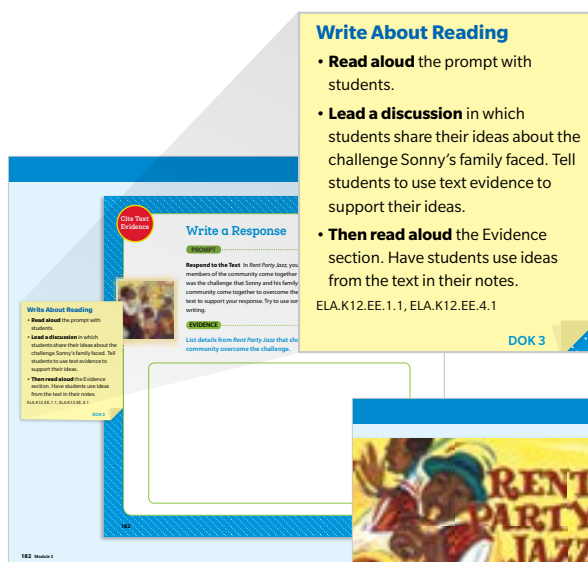 Write About Reading
• Read aloud the prompt with
students.
• Lead a discussion in which
students share their ideas about the
challenge Sonny’s family faced. Tell
students to use text evidence to
support their ideas.
• Then read aloud the Evidence
section. Have students use ideas
from the text in their notes.
ELA.K12.EE.1.1, ELA.K12.EE.4.1
DOK 3
Cite Text
Evidence
Write a Response
PROMPT
Respond to the Text In Rent Party Jazz, you
members of the community come together
was the challenge that Sonny and his family
community come together to overcome the
text to support your response. Try to use som
writing.
EVIDENCE
List details from Rent Party Jazz that sho
community overcome the challenge.
Write About Reading
• Read aloud the prompt with
students.
• Lead a discussion in which
students share their ideas about the
challenge Sonny’s family faced. Tell
students to use text evidence to
support their ideas.
• Then read aloud the Evidence
section. Have students use ideas
from the text in their notes.
ELA.K12.EE.1.1, ELA.K12.EE.4.1
DOK 3
182
182 Module 3
RENT
PARTY
JAZZ